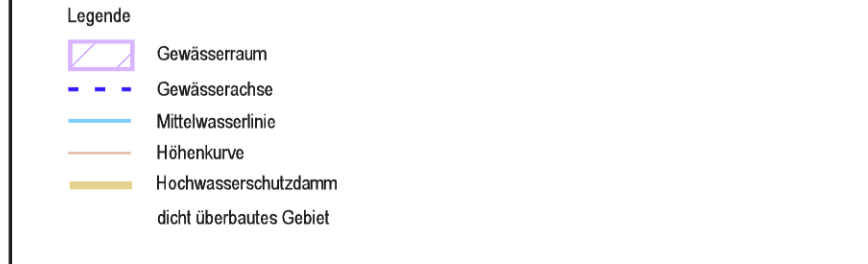 Legende
Gewässerraum
Gewässerachse
Mittelwasserlinie
Höhenkurve
Hochwasserschutzdamm
dicht überbautes Gebiet